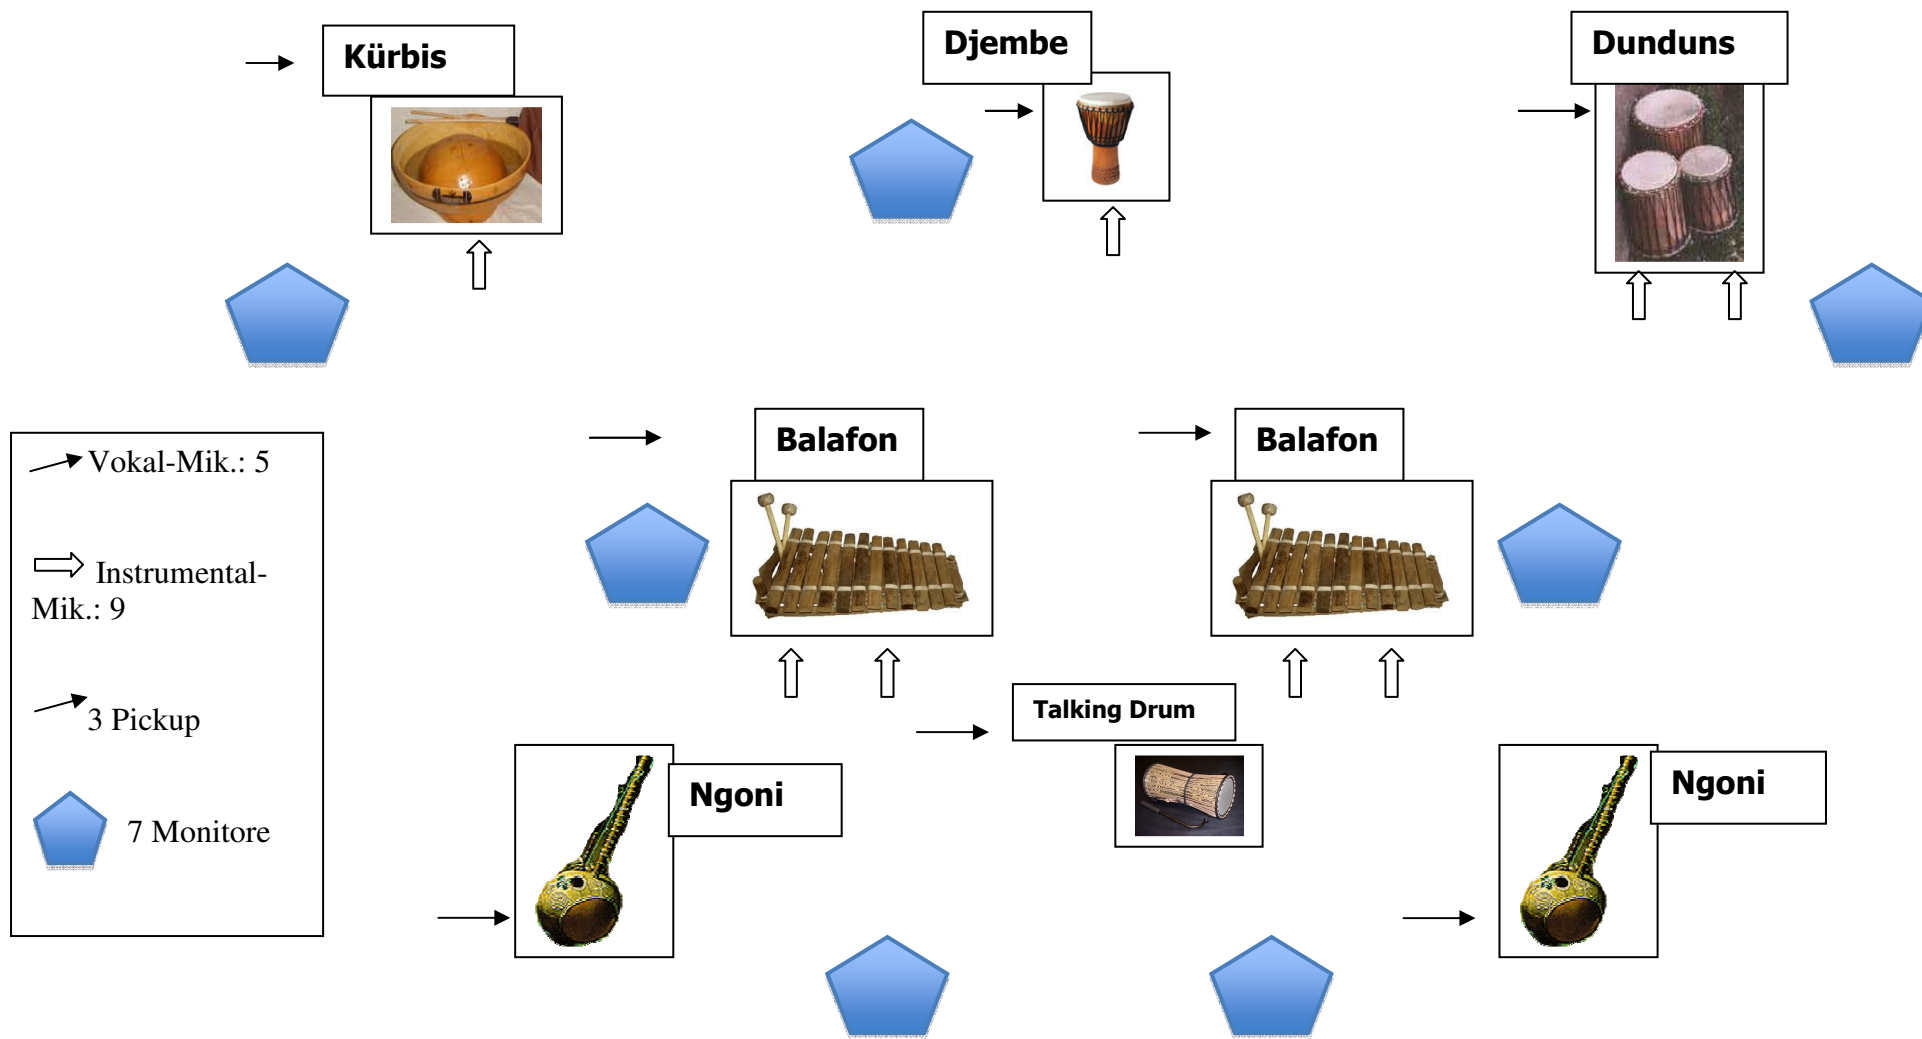 Kürbis
Djembe
Dunduns
Balafon
Balafon
Vokal-Mik.: 5
Instrumental-
Mik.: 9
3 Pickup
7 Monitore
Talking Drum
Ngoni
Ngoni